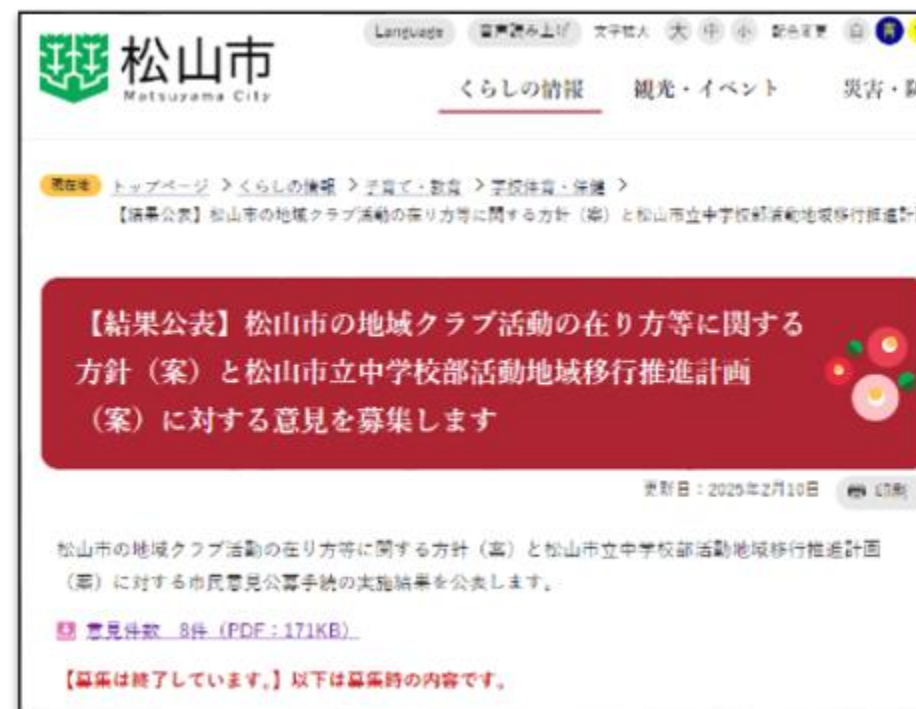 松山市
Matsuyama City
Language 音声読み上げ 文字拡大 大 中 小 配色変更 白 青
くらしの情報 観光・イベント 災害・防
現在地 トップページ > くらしの情報 > 子育て・教育 > 学校体育・保健 >
【結果公表】松山市の地域クラブ活動の在り方等に関する方針（案）と松山市立中学校部活動地域移行推進計
【結果公表】松山市の地域クラブ活動の在り方等に関する
方針（案）と松山市立中学校部活動地域移行推進計画
（案）に対する意見を募集します
更新日：2025年2月10日 印刷
松山市の地域クラブ活動の在り方等に関する方針（案）と松山市立中学校部活動地域移行推進計画
（案）に対する市民意見公募手続の実施結果を公表します。
意見件数 8件（PDF：171KB）
【募集は終了しています。】以下は募集時の内容です。